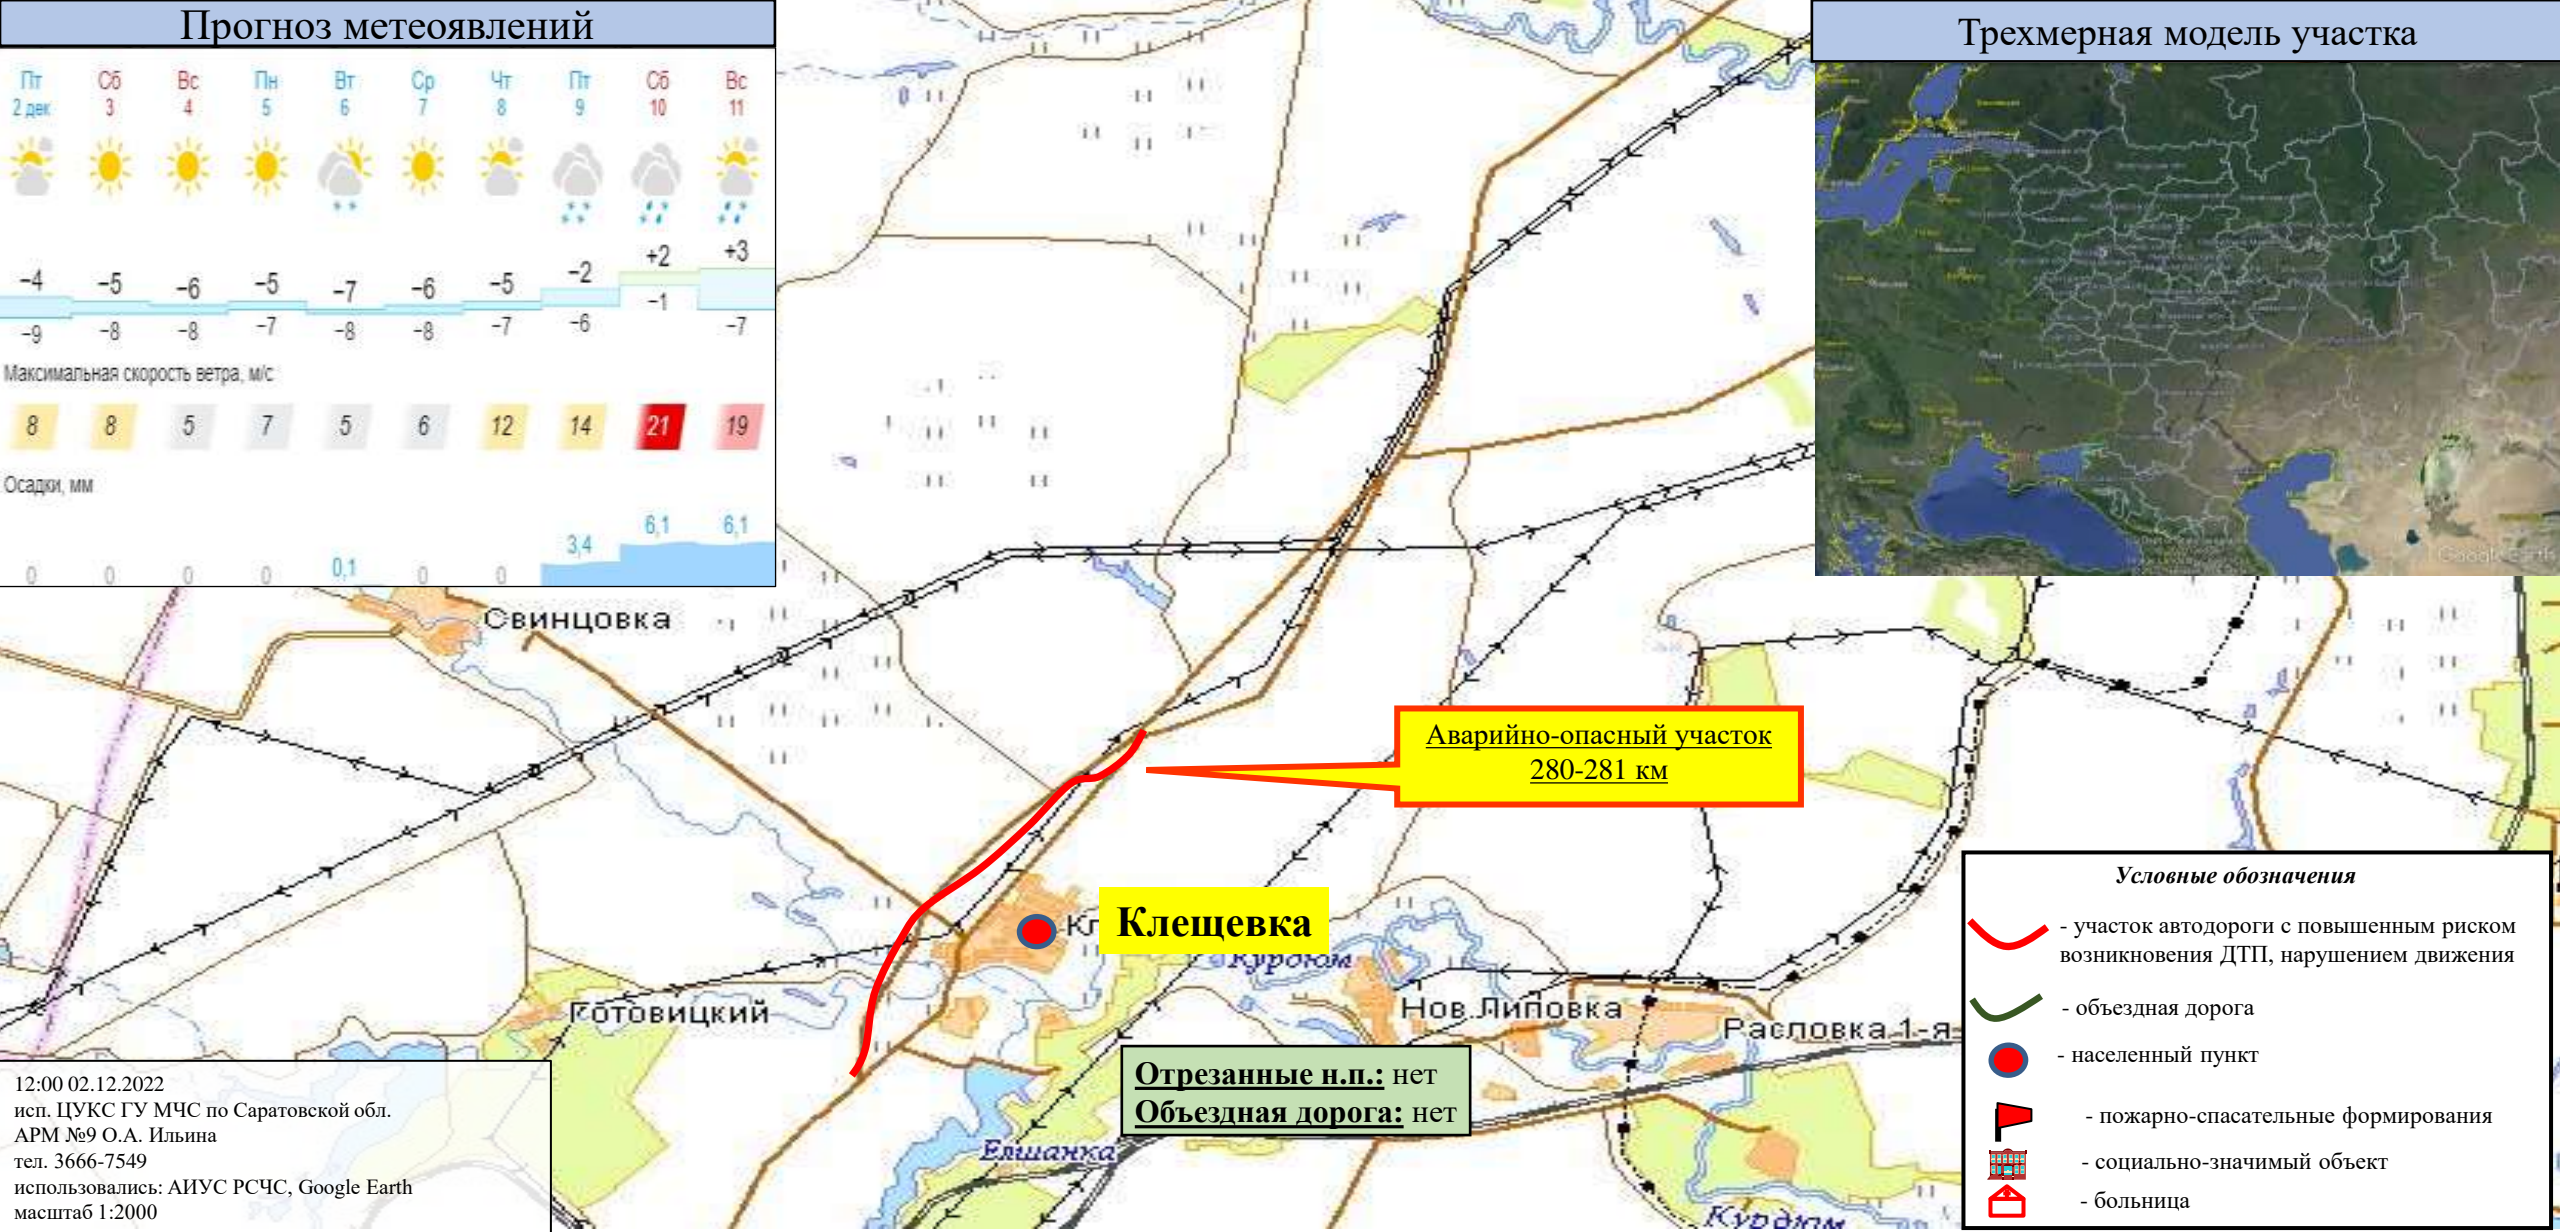 Прогноз метеоявлений
Пт Сб Вс Пн Вт Ср Чт Пт Сб Вс
2 дек 3 4 5 6 7 8 9 10 11
−4 −5 −6 −5 −7 −6 −5 −2 +2 +3
−9 −8 −8 −7 −8 −8 −7 −6 −1 −7
Максимальная скорость ветра, м/с
8 8 5 7 5 6 12 14 21 19
Осадки, мм
0 0 0 0 0,1 0 0 3,4 6,1 6,1
Трехмерная модель участка
Google Earth
Свинцовка
Аварийно-опасный участок
280-281 км
Кл
Клещевка
Курдюм
Готовицкий
Нов.Липовка
Расловка 1-я
Отрезанные н.п.: нет
Объездная дорога: нет
Елшанка
Курдюм
Условные обозначения
- участок автодороги с повышенным риском
возникновения ДТП, нарушением движения
- объездная дорога
- населенный пункт
- пожарно-спасательные формирования
- социально-значимый объект
- больница
12:00 02.12.2022
исп. ЦУКС ГУ МЧС по Саратовской обл.
АРМ №9 О.А. Ильина
тел. 3666-7549
использовались: АИУС РСЧС, Google Earth
масштаб 1:2000